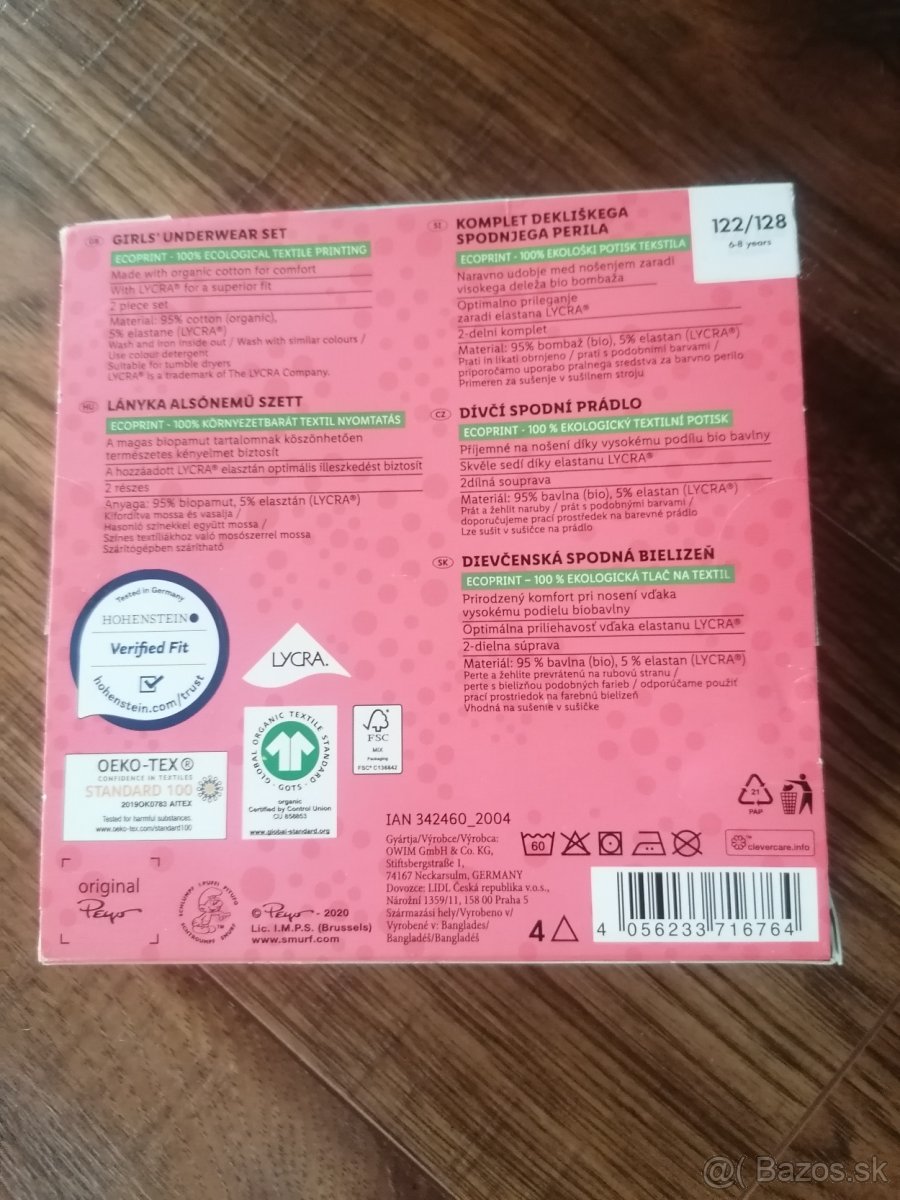 GB GIRLS' UNDERWEAR SET
ECOPRINT - 100% ECOLOGICAL TEXTILE PRINTING
Made with organic cotton for comfort
With LYCRA® for a superior fit
2 piece set
Material: 95% cotton (organic),
5% elastane (LYCRA®)
Wash and iron inside out / Wash with similar colours /
Use colour detergent
Suitable for tumble dryers
LYCRA® is a trademark of The LYCRA Company.
HU LÁNYKA ALSÓNEMŰ SZETT
ECOPRINT - 100% KÖRNYEZETBARÁT TEXTIL NYOMTATÁS
A magas biopamut tartalomnak köszönhetően
természetes kényelmet biztosít
A hozzáadott LYCRA® elasztán optimális illeszkedést biztosít
2 részes
Anyaga: 95% biopamut, 5% elasztán (LYCRA®)
Kifordítva mossa és vasalja /
Hasonló színekkel együtt mossa /
Színes textíliákhoz való mosószerrel mossa
Szárítógépben szárítható
SI KOMPLET DEKLIŠKEGA
SPODNJEGA PERILA
ECOPRINT - 100% EKOLOŠKI POTISK TEKSTILA
Naravno udobje med nošenjem zaradi
visokega deleža bio bombaža
Optimalno prileganje
zaradi elastana LYCRA®
2-delni komplet
Material: 95% bombaž (bio), 5% elastan (LYCRA®)
Prati in likati obrnjeno / prati s podobnimi barvami /
priporočamo uporabo pralnega sredstva za barvno perilo
Primeren za sušenje v sušilnem stroju
122/128
6-8 years
CZ DÍVČÍ SPODNÍ PRÁDLO
ECOPRINT - 100 % EKOLOGICKÝ TEXTILNÍ POTISK
Příjemné na nošení díky vysokému podílu bio bavlny
Skvěle sedí díky elastanu LYCRA®
2dílná souprava
Materiál: 95% bavlna (bio), 5% elastan (LYCRA®)
Prát a žehlit naruby / prát s podobnými barvami /
doporučujeme prací prostředek na barevné prádlo
Lze sušit v sušičce na prádlo
SK DIEVČENSKÁ SPODNÁ BIELIZEŇ
ECOPRINT – 100 % EKOLOGICKÁ TLAČ NA TEXTIL
Prirodzený komfort pri nosení vďaka
vysokému podielu biobavlny
Optimálna priliehavosť vďaka elastanu LYCRA®
2-dielna súprava
Materiál: 95 % bavlna (bio), 5 % elastan (LYCRA®)
Perte a žehlite prevrátenú na rubovú stranu /
perte s bielizňou podobných farieb / odporúčame použiť
prací prostriedok na farebnú bielizeň
Vhodná na sušenie v sušičke
Tested in Germany
HOHENSTEIN
Verified Fit
hohenstein.com/trust
LYCRA®
GLOBAL ORGANIC TEXTILE STANDARD
· GOTS ·
organic
Certified by Control Union
CU 856653
www.global-standard.org
FSC
MIX
Packaging
FSC® C136642
OEKO-TEX®
CONFIDENCE IN TEXTILES
STANDARD 100
2019OK0783 AITEX
Tested for harmful substances.
www.oeko-tex.com/standard100
original
Peyo
© Peyo - 2020
Lic. I.M.P.S. (Brussels)
www.smurf.com
IAN 342460_2004
Gyártja/Výrobce/Výrobca:
OWIM GmbH & Co. KG,
Stiftsbergstraße 1,
74167 Neckarsulm, GERMANY
Dovozce: LIDL Česká republika v.o.s.,
Nárožní 1359/11, 158 00 Praha 5
Származási hely/Vyrobeno v/
Vyrobené v: Banglades/
Bangladéš/Bangladéš
21
PAP
60
clevercare.info
4
4 056233 716764
@( Bazos.sk